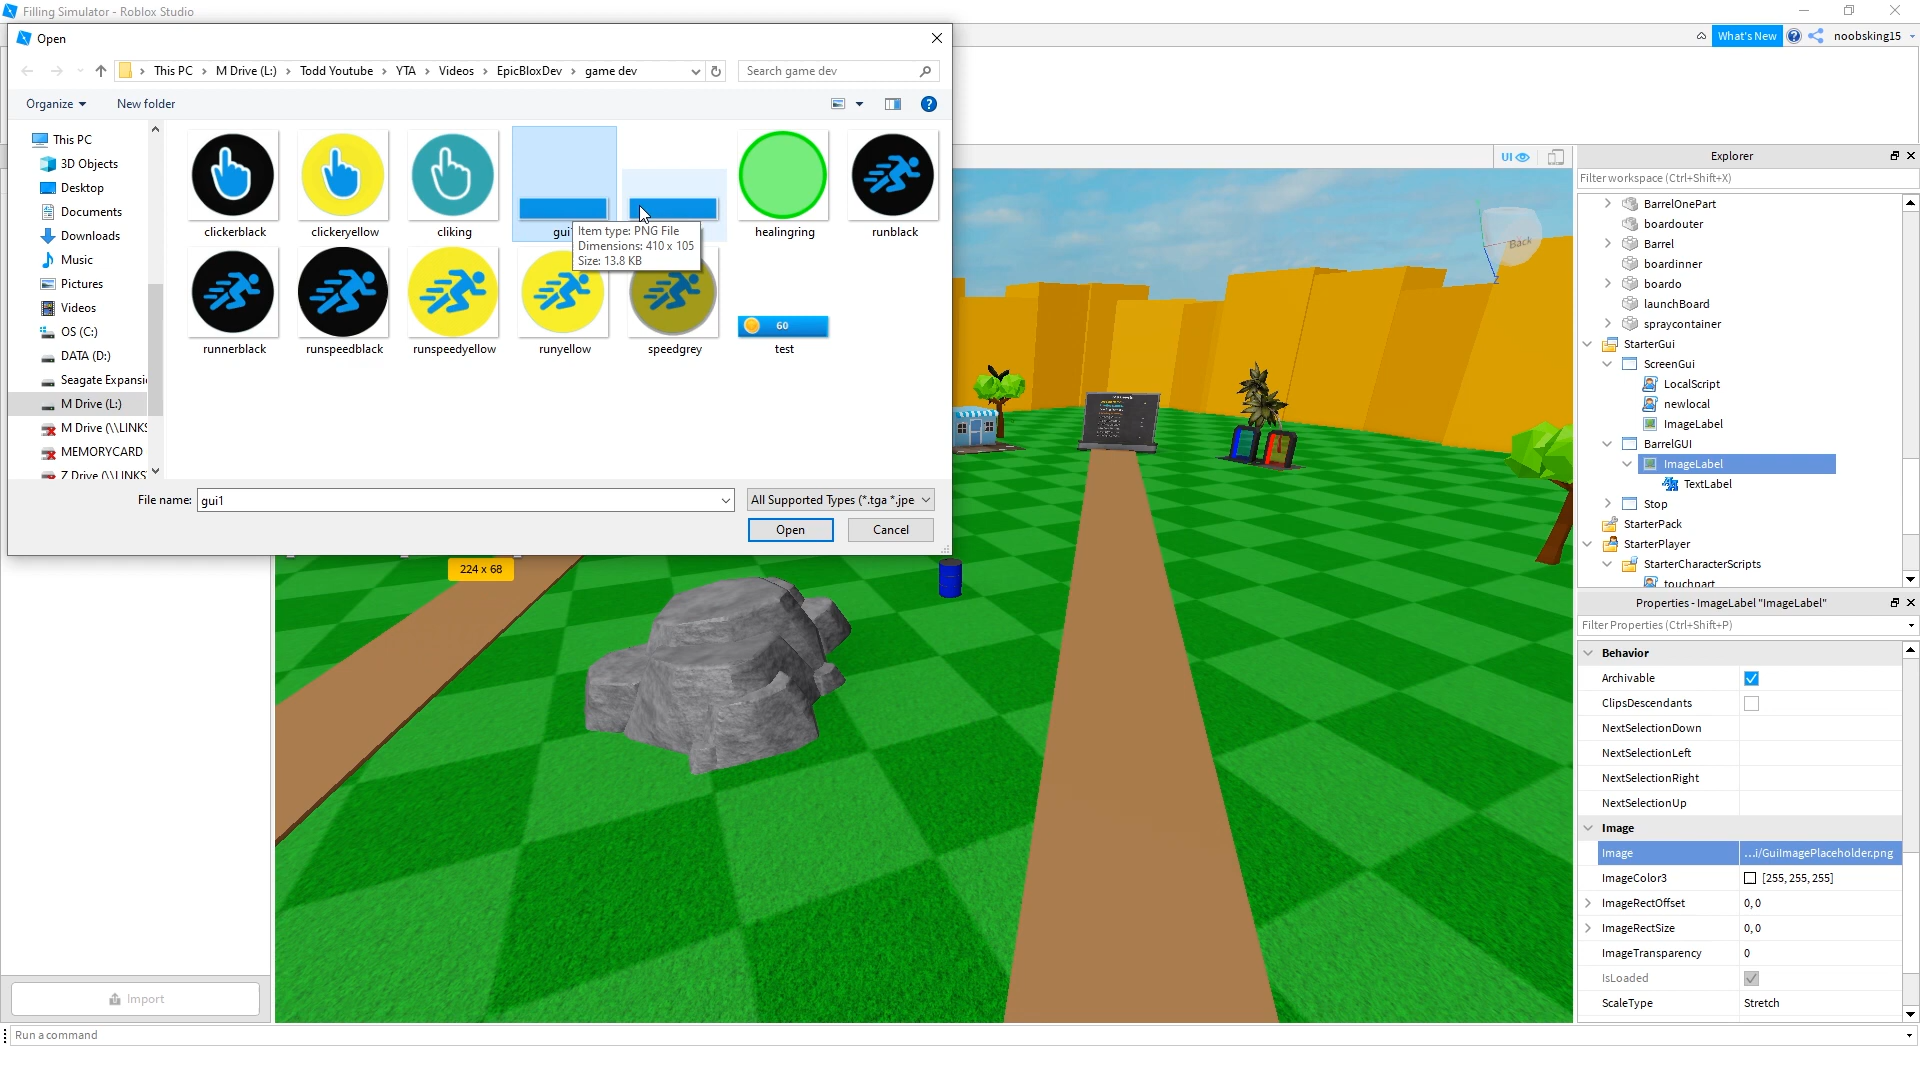 Filling Simulator - Roblox Studio
What's New
noobsking15
Open
This PC
M Drive (L:)
Todd Youtube
YTA
Videos
EpicBloxDev
game dev
Search game dev
Organize
New folder
This PC
3D Objects
Desktop
Documents
Downloads
Music
Pictures
Videos
OS (C:)
DATA (D:)
Seagate Expansi
M Drive (L:)
M Drive (\\LINKS
MEMORYCARD
Z Drive (\\LINKS
clickerblack
clickeryellow
cliking
gui
healingring
runblack
Item type: PNG File
Dimensions: 410 x 105
Size: 13.8 KB
60
runnerblack
runspeedblack
runspeedyellow
runyellow
speedgrey
test
File name:
gui1
All Supported Types (*.tga *.jpe
Open
Cancel
224 x 68
Import
Run a command
UI
Back
Explorer
Filter workspace (Ctrl+Shift+X)
BarrelOnePart
boardouter
Barrel
boardinner
boardo
launchBoard
spraycontainer
StarterGui
ScreenGui
LocalScript
newlocal
ImageLabel
BarrelGUI
ImageLabel
TextLabel
Stop
StarterPack
StarterPlayer
StarterCharacterScripts
touchpart
Properties - ImageLabel "ImageLabel"
Filter Properties (Ctrl+Shift+P)
Behavior
Archivable
ClipsDescendants
NextSelectionDown
NextSelectionLeft
NextSelectionRight
NextSelectionUp
Image
Image ...i/GuiImagePlaceholder.png
ImageColor3 [255, 255, 255]
ImageRectOffset 0, 0
ImageRectSize 0, 0
ImageTransparency 0
IsLoaded
ScaleType Stretch